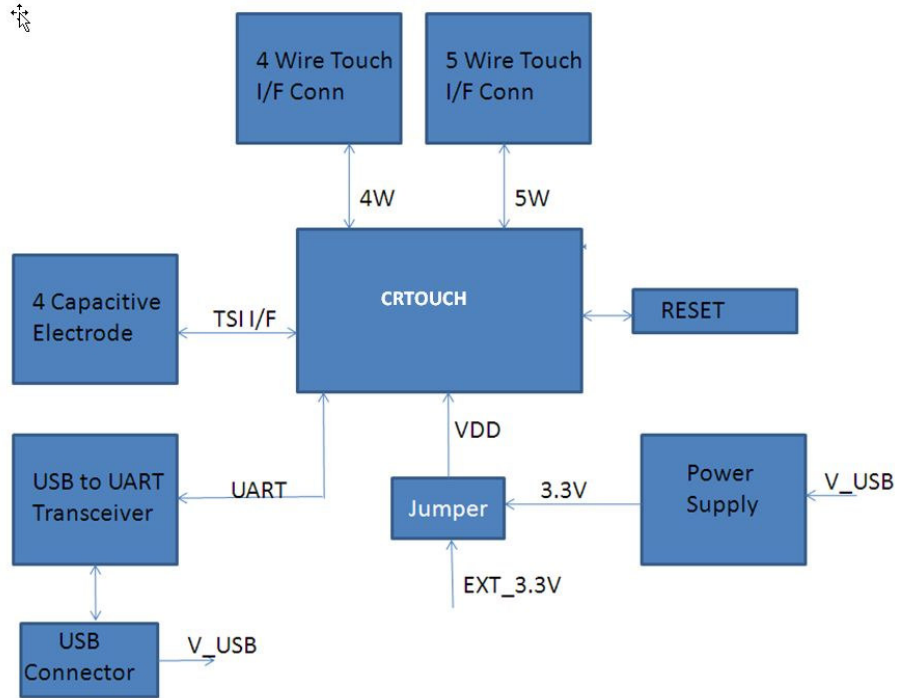 4 Wire Touch
I/F Conn
5 Wire Touch
I/F Conn
4W
5W
4 Capacitive
Electrode
TSI I/F
CRTOUCH
RESET
VDD
USB to UART
Transceiver
UART
Jumper
3.3V
Power
Supply
V_USB
EXT_3.3V
USB
Connector
V_USB